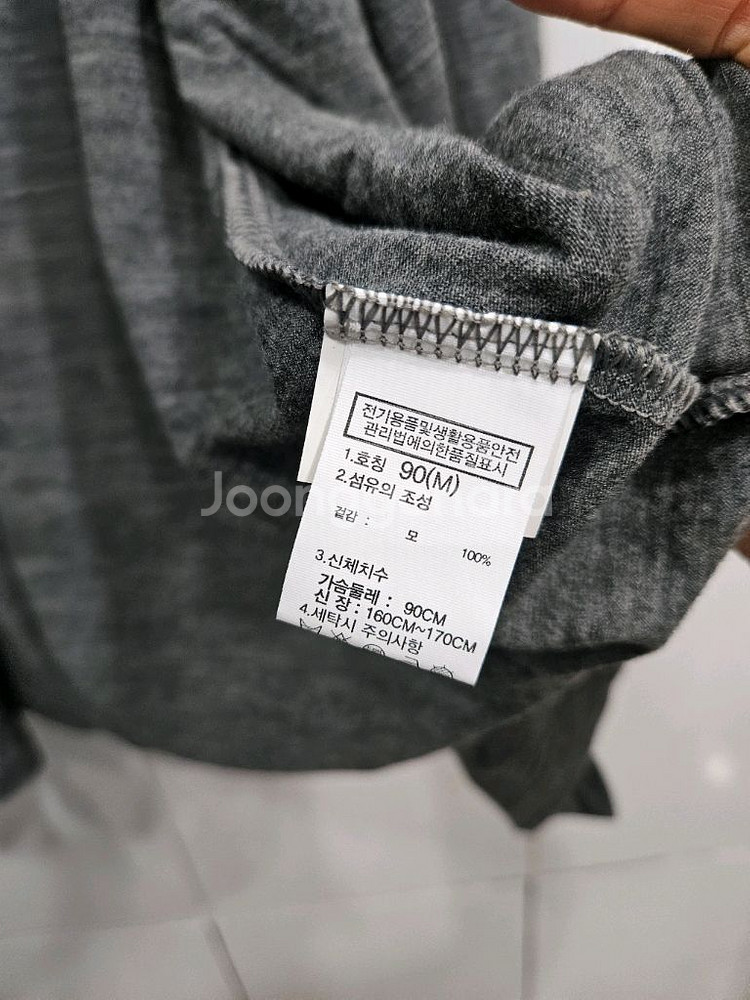 전기용품및생활용품안전
관리법에의한품질표시
1.호칭 90(M)
2.섬유의 조성
겉감 : 모 100%
3.신체치수
가슴둘레 : 90CM
신 장 : 160CM~170CM
4.세탁시 주의사항
Joonggonara